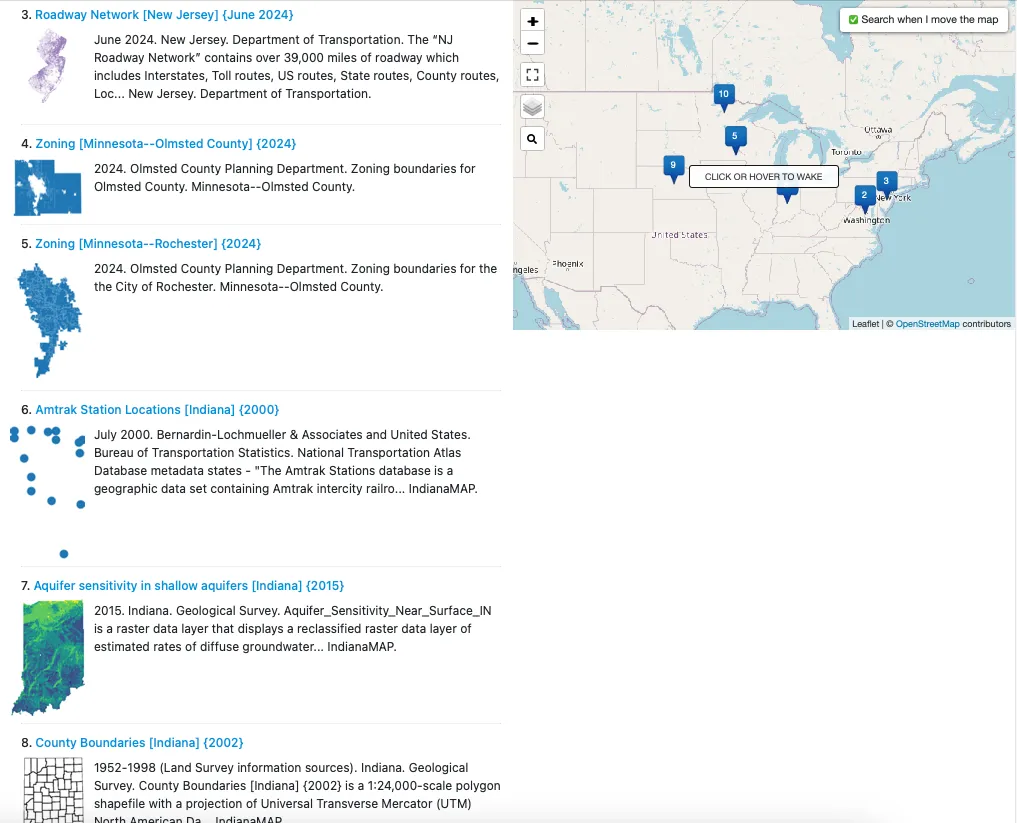 3. Roadway Network [New Jersey] {June 2024}
June 2024. New Jersey. Department of Transportation. The “NJ
Roadway Network” contains over 39,000 miles of roadway which
includes Interstates, Toll routes, US routes, State routes, County routes,
Loc... New Jersey. Department of Transportation.
4. Zoning [Minnesota--Olmsted County] {2024}
2024. Olmsted County Planning Department. Zoning boundaries for
Olmsted County. Minnesota--Olmsted County.
5. Zoning [Minnesota--Rochester] {2024}
2024. Olmsted County Planning Department. Zoning boundaries for the
the City of Rochester. Minnesota--Olmsted County.
6. Amtrak Station Locations [Indiana] {2000}
July 2000. Bernardin-Lochmueller & Associates and United States.
Bureau of Transportation Statistics. National Transportation Atlas
Database metadata states - "The Amtrak Stations database is a
geographic data set containing Amtrak intercity railro... IndianaMAP.
7. Aquifer sensitivity in shallow aquifers [Indiana] {2015}
2015. Indiana. Geological Survey. Aquifer_Sensitivity_Near_Surface_IN
is a raster data layer that displays a reclassified raster data layer of
estimated rates of diffuse groundwater... IndianaMAP.
8. County Boundaries [Indiana] {2002}
1952-1998 (Land Survey information sources). Indiana. Geological
Survey. County Boundaries [Indiana] {2002} is a 1:24,000-scale polygon
shapefile with a projection of Universal Transverse Mercator (UTM)
North American Da... IndianaMAP.
+
−
Search when I move the map
10
5
9
3
2
CLICK OR HOVER TO WAKE
Ottawa
Toronto
New York
Washington
United States
Phoenix
ngeles
Leaflet | © OpenStreetMap contributors